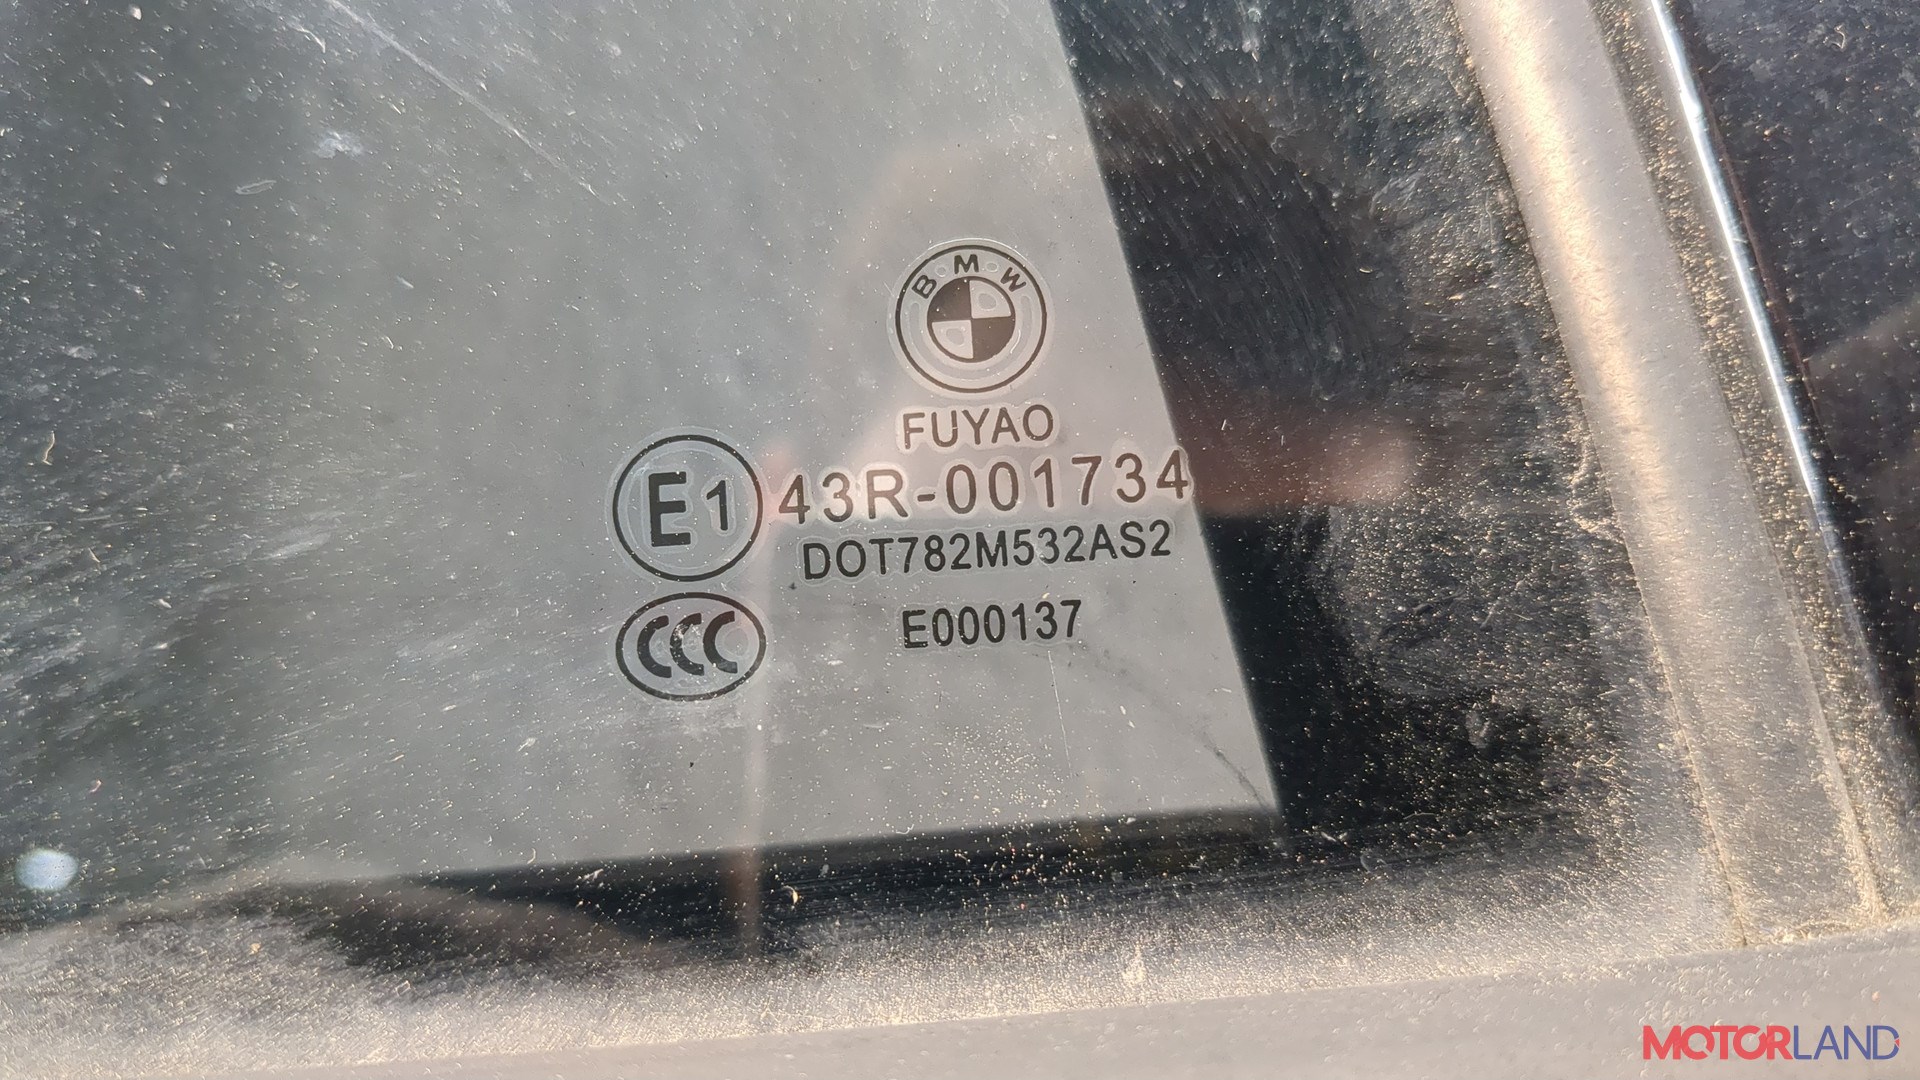 BMW
FUYAO
E1 43R-001734
DOT782M532AS2
CCC E000137
MOTORLAND